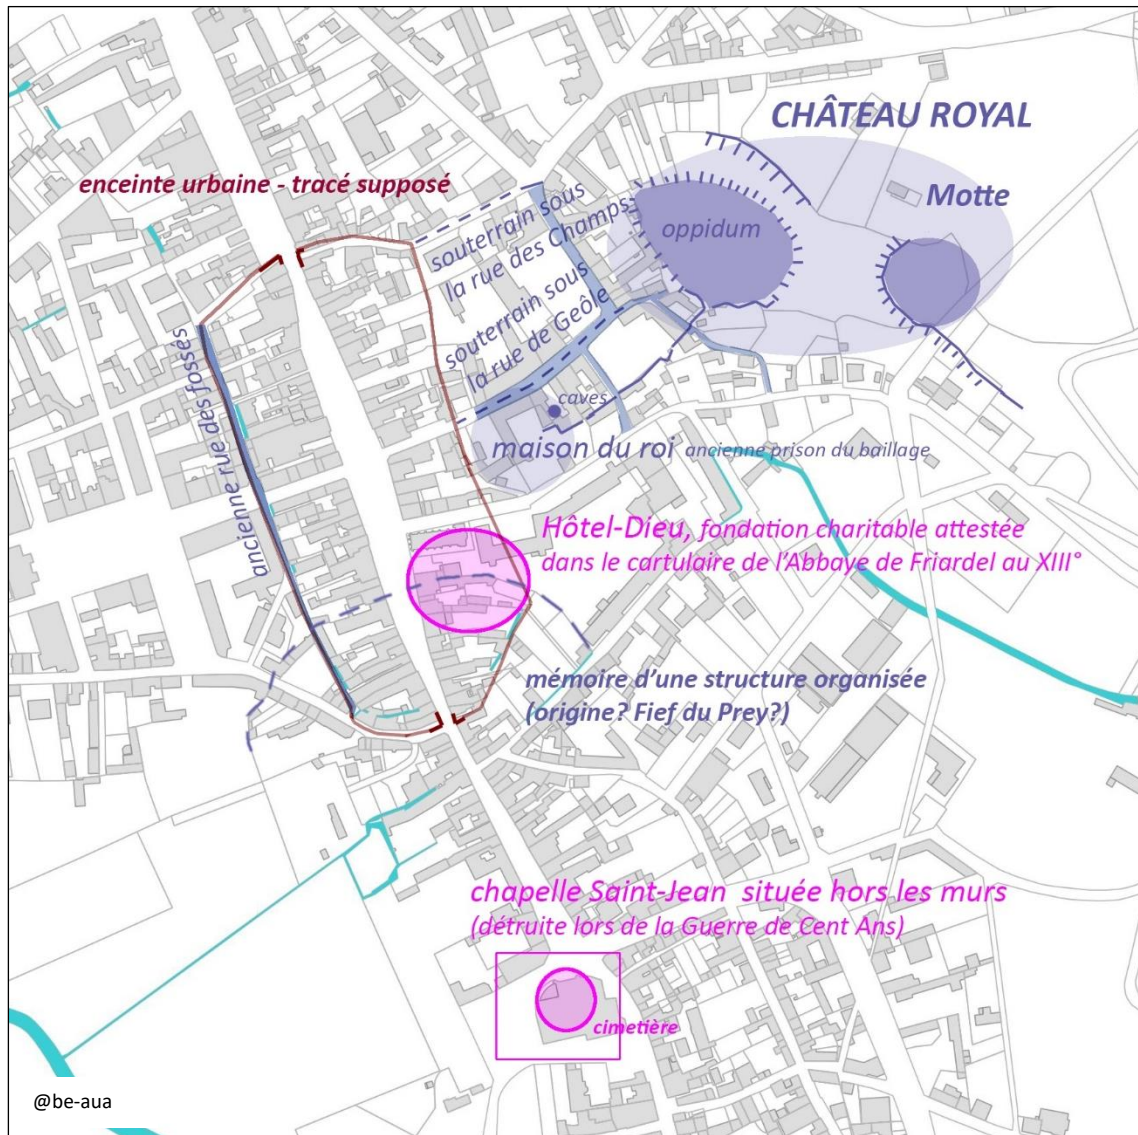 CHÂTEAU ROYAL
enceinte urbaine - tracé supposé
Motte
souterrain sous
la rue des Champs
oppidum
souterrain sous
la rue de Geôle
ancienne rue des fossés
caves
maison du roi ancienne prison du baillage
Hôtel-Dieu, fondation charitable attestée
dans le cartulaire de l'Abbaye de Friardel au XIII°
mémoire d'une structure organisée
(origine? Fief du Prey?)
chapelle Saint-Jean située hors les murs
(détruite lors de la Guerre de Cent Ans)
cimetière
@be-aua